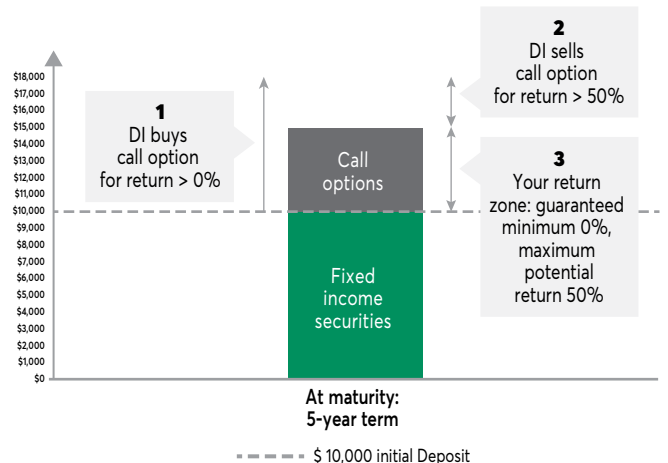 $18,000
$17,000
$16,000
$15,000
$14,000
$13,000
$12,000
$11,000
$10,000
$9,000
$8,000
$7,000
$6,000
$5,000
$4,000
$3,000
$2,000
$1,000
$0
1
DI buys
call option
for return > 0%
Call
options
Fixed
income
securities
2
DI sells
call option
for return > 50%
3
Your return
zone: guaranteed
minimum 0%,
maximum
potential
return 50%
At maturity:
5-year term
$ 10,000 initial Deposit